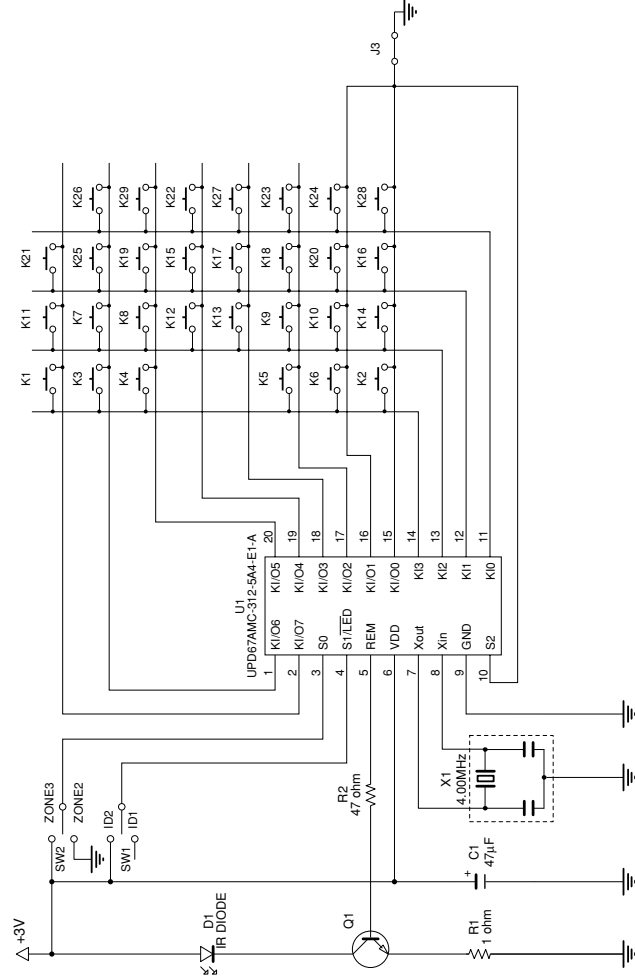 J3
K21
K26
K25
K29
K19
K22
K15
K27
K17
K23
K18
K24
K20
K28
K16
K11
K7
K8
K12
K13
K9
K10
K14
K1
K3
K4
K5
K6
K2
U1
UPD67AMC-312-5A4-E1-A
20 19 18 17 16 15 14 13 12 11
KI/O5 KI/O4 KI/O3 KI/O2 KI/O1 KI/O0 KI3 KI2 KI1 KI0
KI/O6 KI/O7 S0 S1/LED REM VDD Xout Xin GND S2
1 2 3 4 5 6 7 8 9 10
ZONE3
ZONE2
SW2
ID2
ID1
SW1
R2
47 ohm
X1
4.00MHz
+
C1
47µF
+3V
D1
IR DIODE
Q1
R1
1 ohm